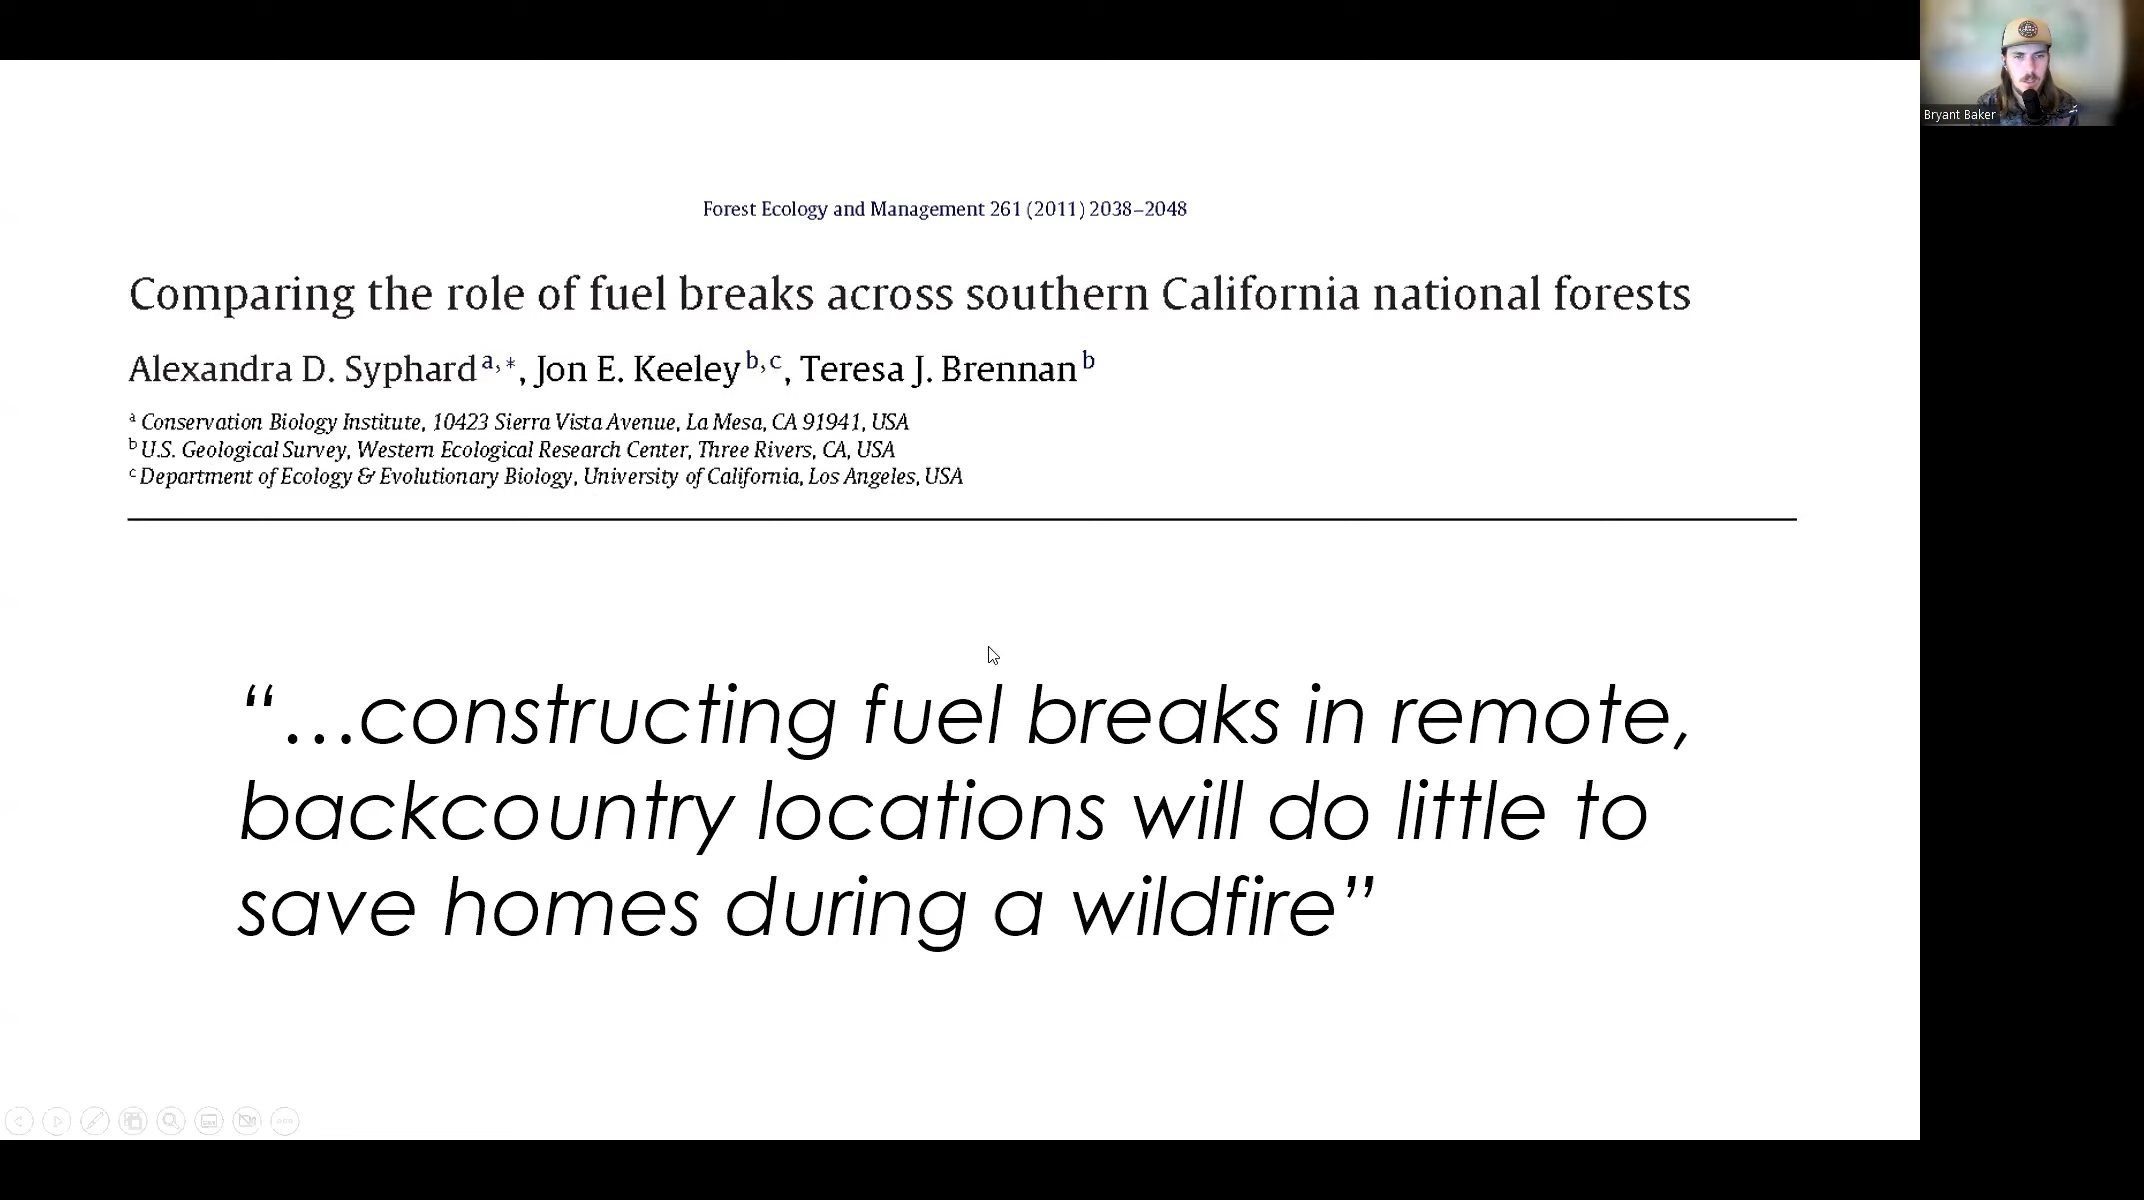 Bryant Baker
Forest Ecology and Management 261 (2011) 2038–2048
Comparing the role of fuel breaks across southern California national forests
Alexandra D. Syphard a,*, Jon E. Keeley b,c, Teresa J. Brennan b
a Conservation Biology Institute, 10423 Sierra Vista Avenue, La Mesa, CA 91941, USA
b U.S. Geological Survey, Western Ecological Research Center, Three Rivers, CA, USA
c Department of Ecology & Evolutionary Biology, University of California, Los Angeles, USA
“…constructing fuel breaks in remote,
backcountry locations will do little to
save homes during a wildfire”